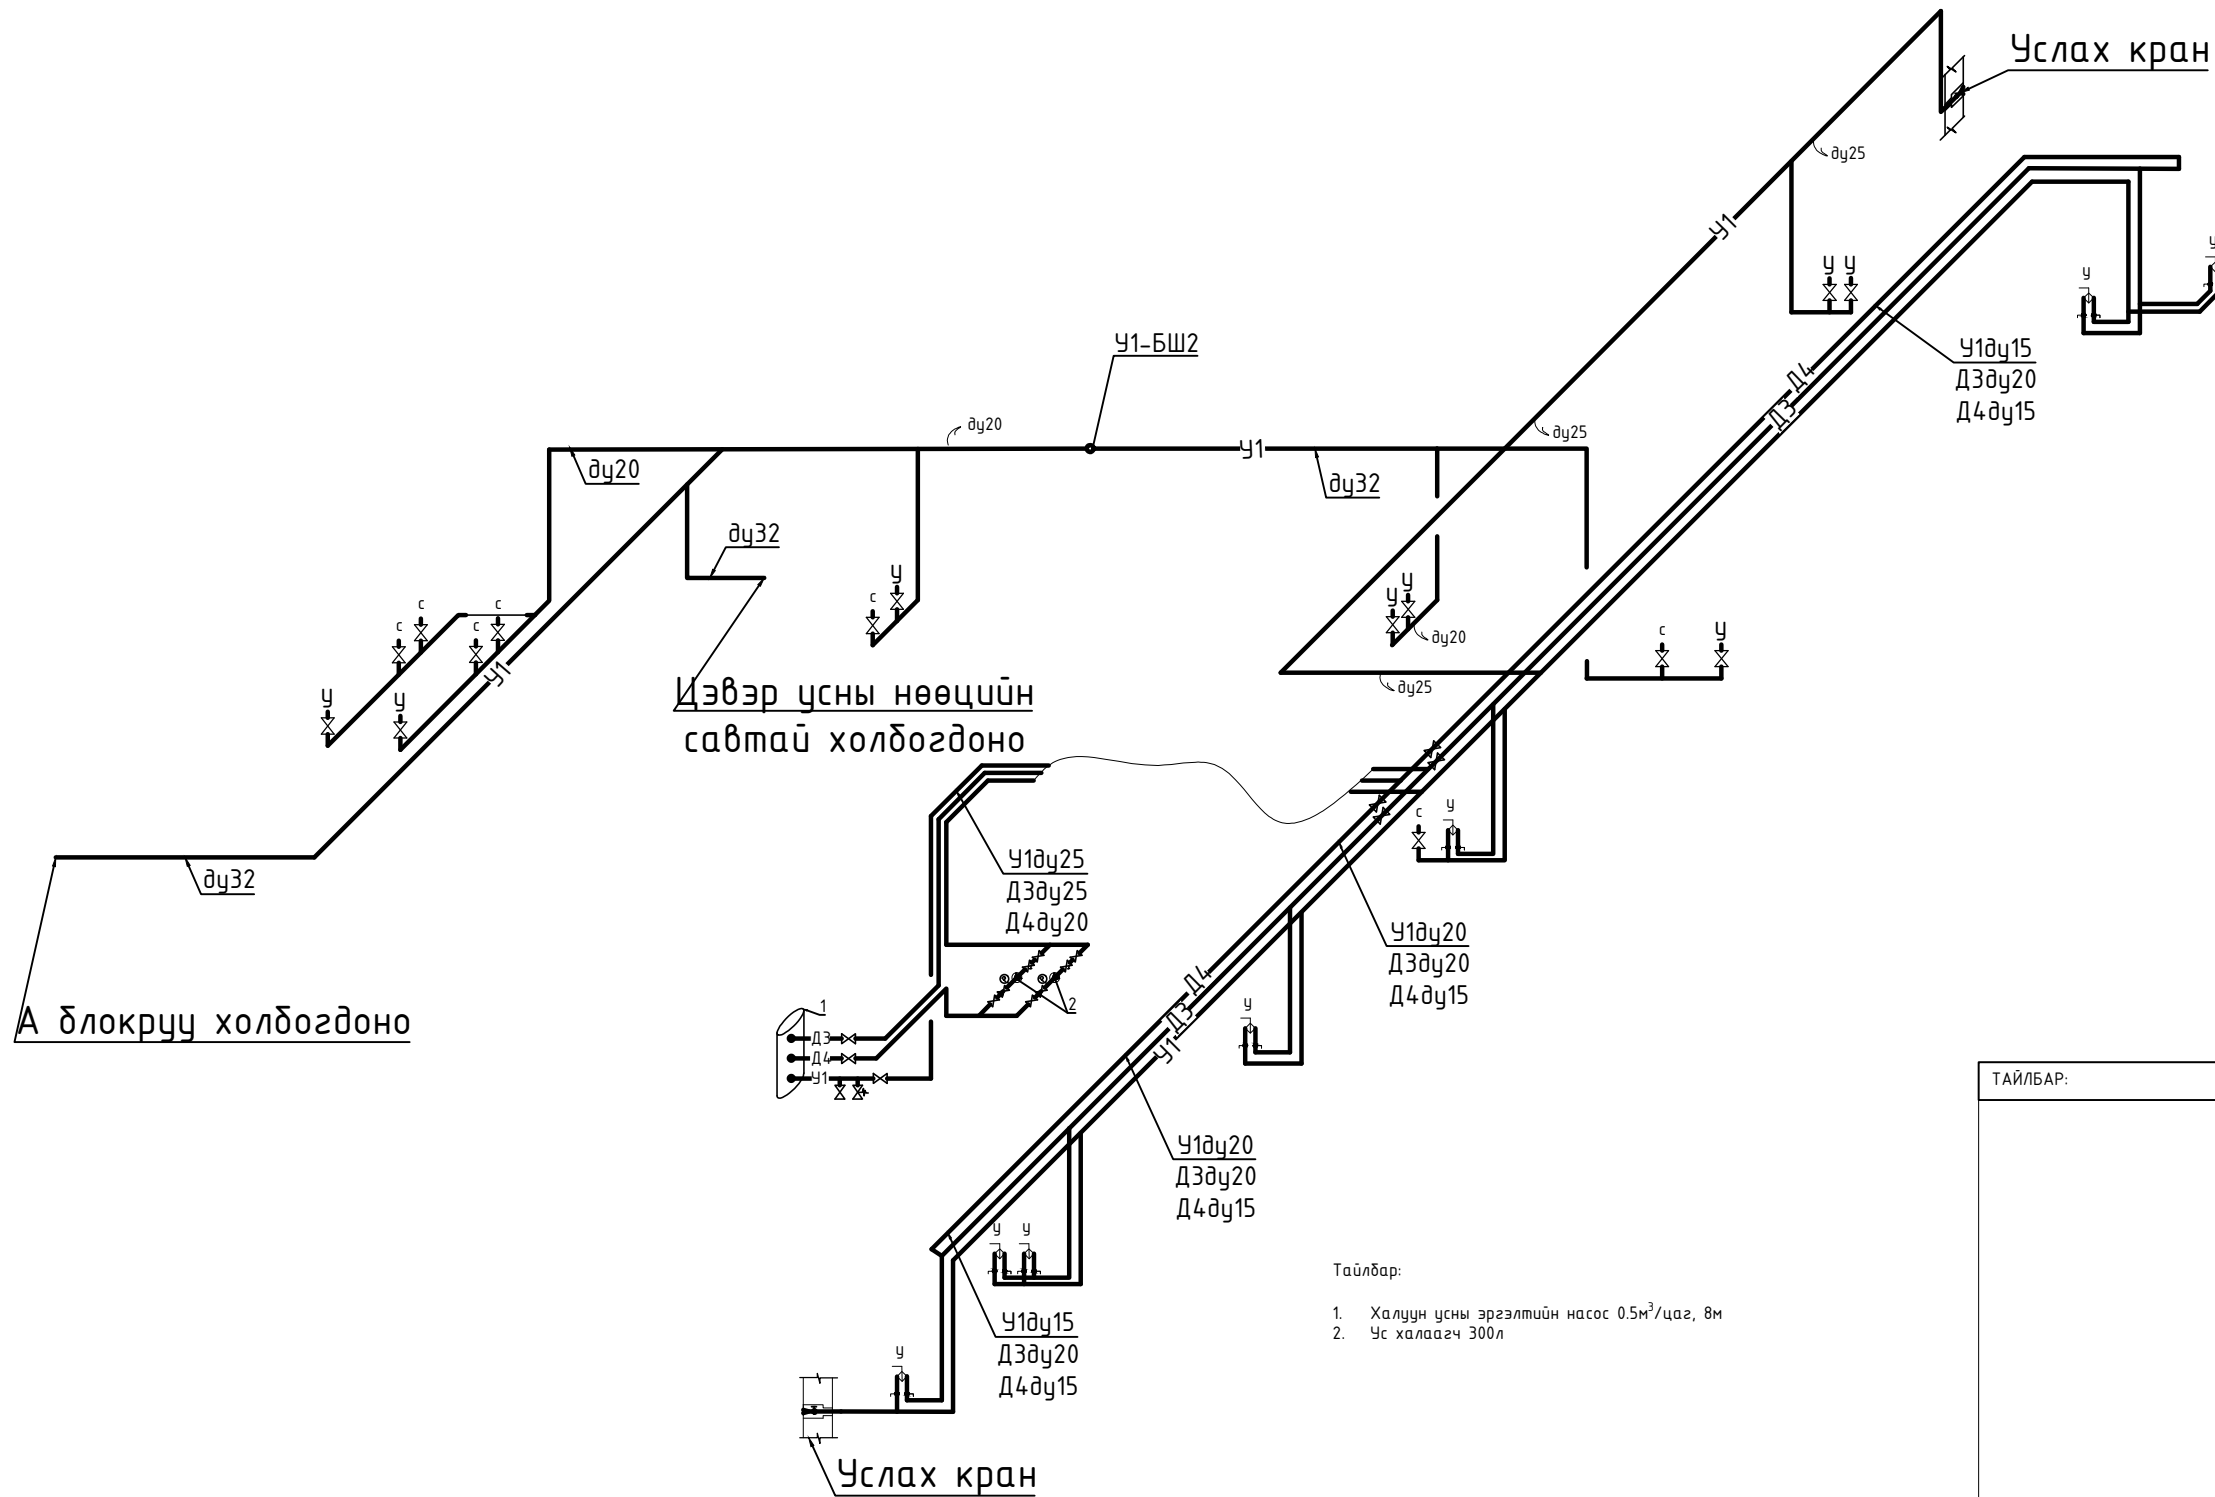 Услах кран
ду25
У1
У У
у
у
У1ду15
Д3ду20
Д4ду15
Д4
Д3
У1-БШ2
ду20
У1
ду25
ду20
ду32
ду32
У
с
У
У
ду20
с
с
с
с
У
У
У1
с
У
ду25
Цэвэр усны нөөцийн
савтай холбогдоно
с
у
У1ду25
Д3ду25
Д4ду20
ду32
У1ду20
Д3ду20
Д4ду15
А блокруу холбогдоно
1
2
Д3
Д4
У1
у
Д4
Д3
У1
ТАЙЛБАР:
У1ду20
Д3ду20
Д4ду15
у у
Тайлбар:
1. Халуун усны эргэлтийн насос 0.5м³/цаг, 8м
2. Ус халаагч 300л
У1ду15
Д3ду20
Д4ду15
у
Услах кран